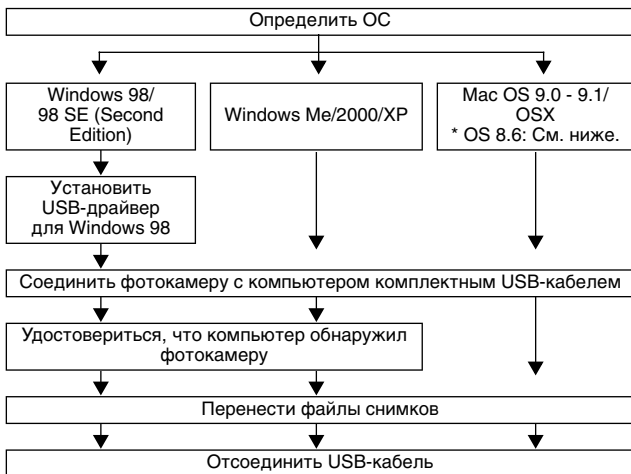 Определить ОС
Windows 98/
98 SE (Second
Edition)
Windows Me/2000/XP
Mac OS 9.0 - 9.1/
OSX
* OS 8.6: См. ниже.
Установить
USB-драйвер
для Windows 98
Соединить фотокамеру с компьютером комплектным USB-кабелем
Удостовериться, что компьютер обнаружил
фотокамеру
Перенести файлы снимков
Отсоединить USB-кабель